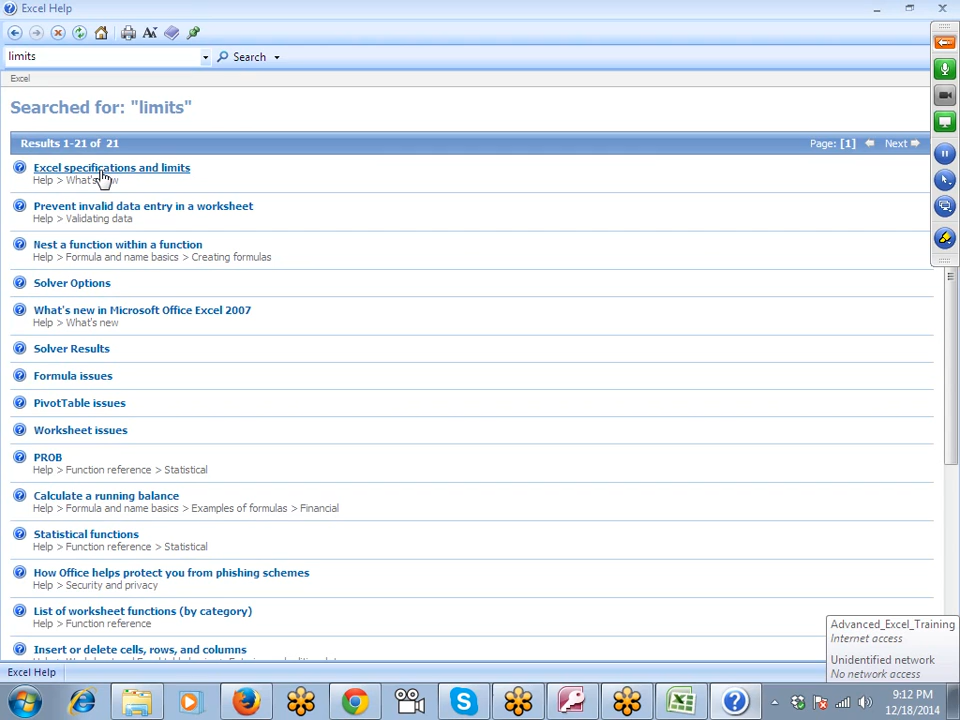 Excel Help
limits
Search
Excel
Searched for: "limits"
Results 1-21 of 21
Page: [1]
Next
Excel specifications and limits
Help > What's
Prevent invalid data entry in a worksheet
Help > Validating data
Nest a function within a function
Help > Formula and name basics > Creating formulas
Solver Options
What's new in Microsoft Office Excel 2007
Help > What's new
Solver Results
Formula issues
PivotTable issues
Worksheet issues
PROB
Help > Function reference > Statistical
Calculate a running balance
Help > Formula and name basics > Examples of formulas > Financial
Statistical functions
Help > Function reference > Statistical
How Office helps protect you from phishing schemes
Help > Security and privacy
List of worksheet functions (by category)
Help > Function reference
Insert or delete cells, rows, and columns
Advanced_Excel_Training
Internet access
Unidentified network
No network access
Excel Help
9:12 PM
12/18/2014